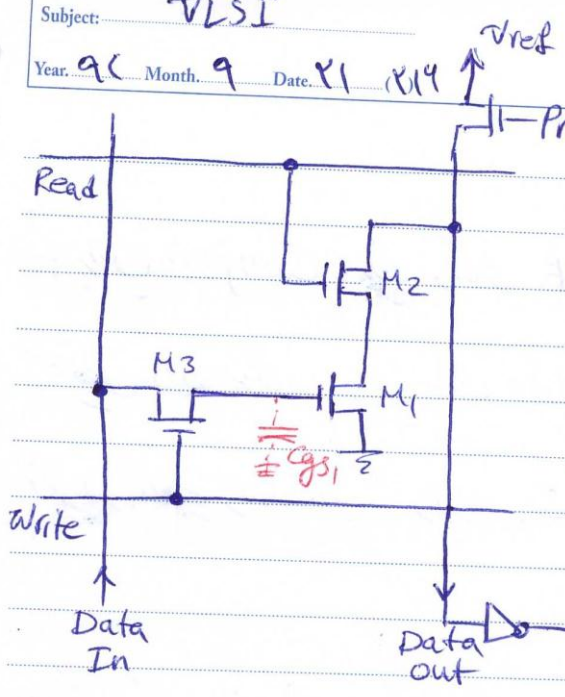 Subject: VLSI
Year. ۹۲ Month. ۹ Date. ۲۱
Vref
Pr
Read
M2
M3
M1
Cgs1
Write
Data
In
Data
out